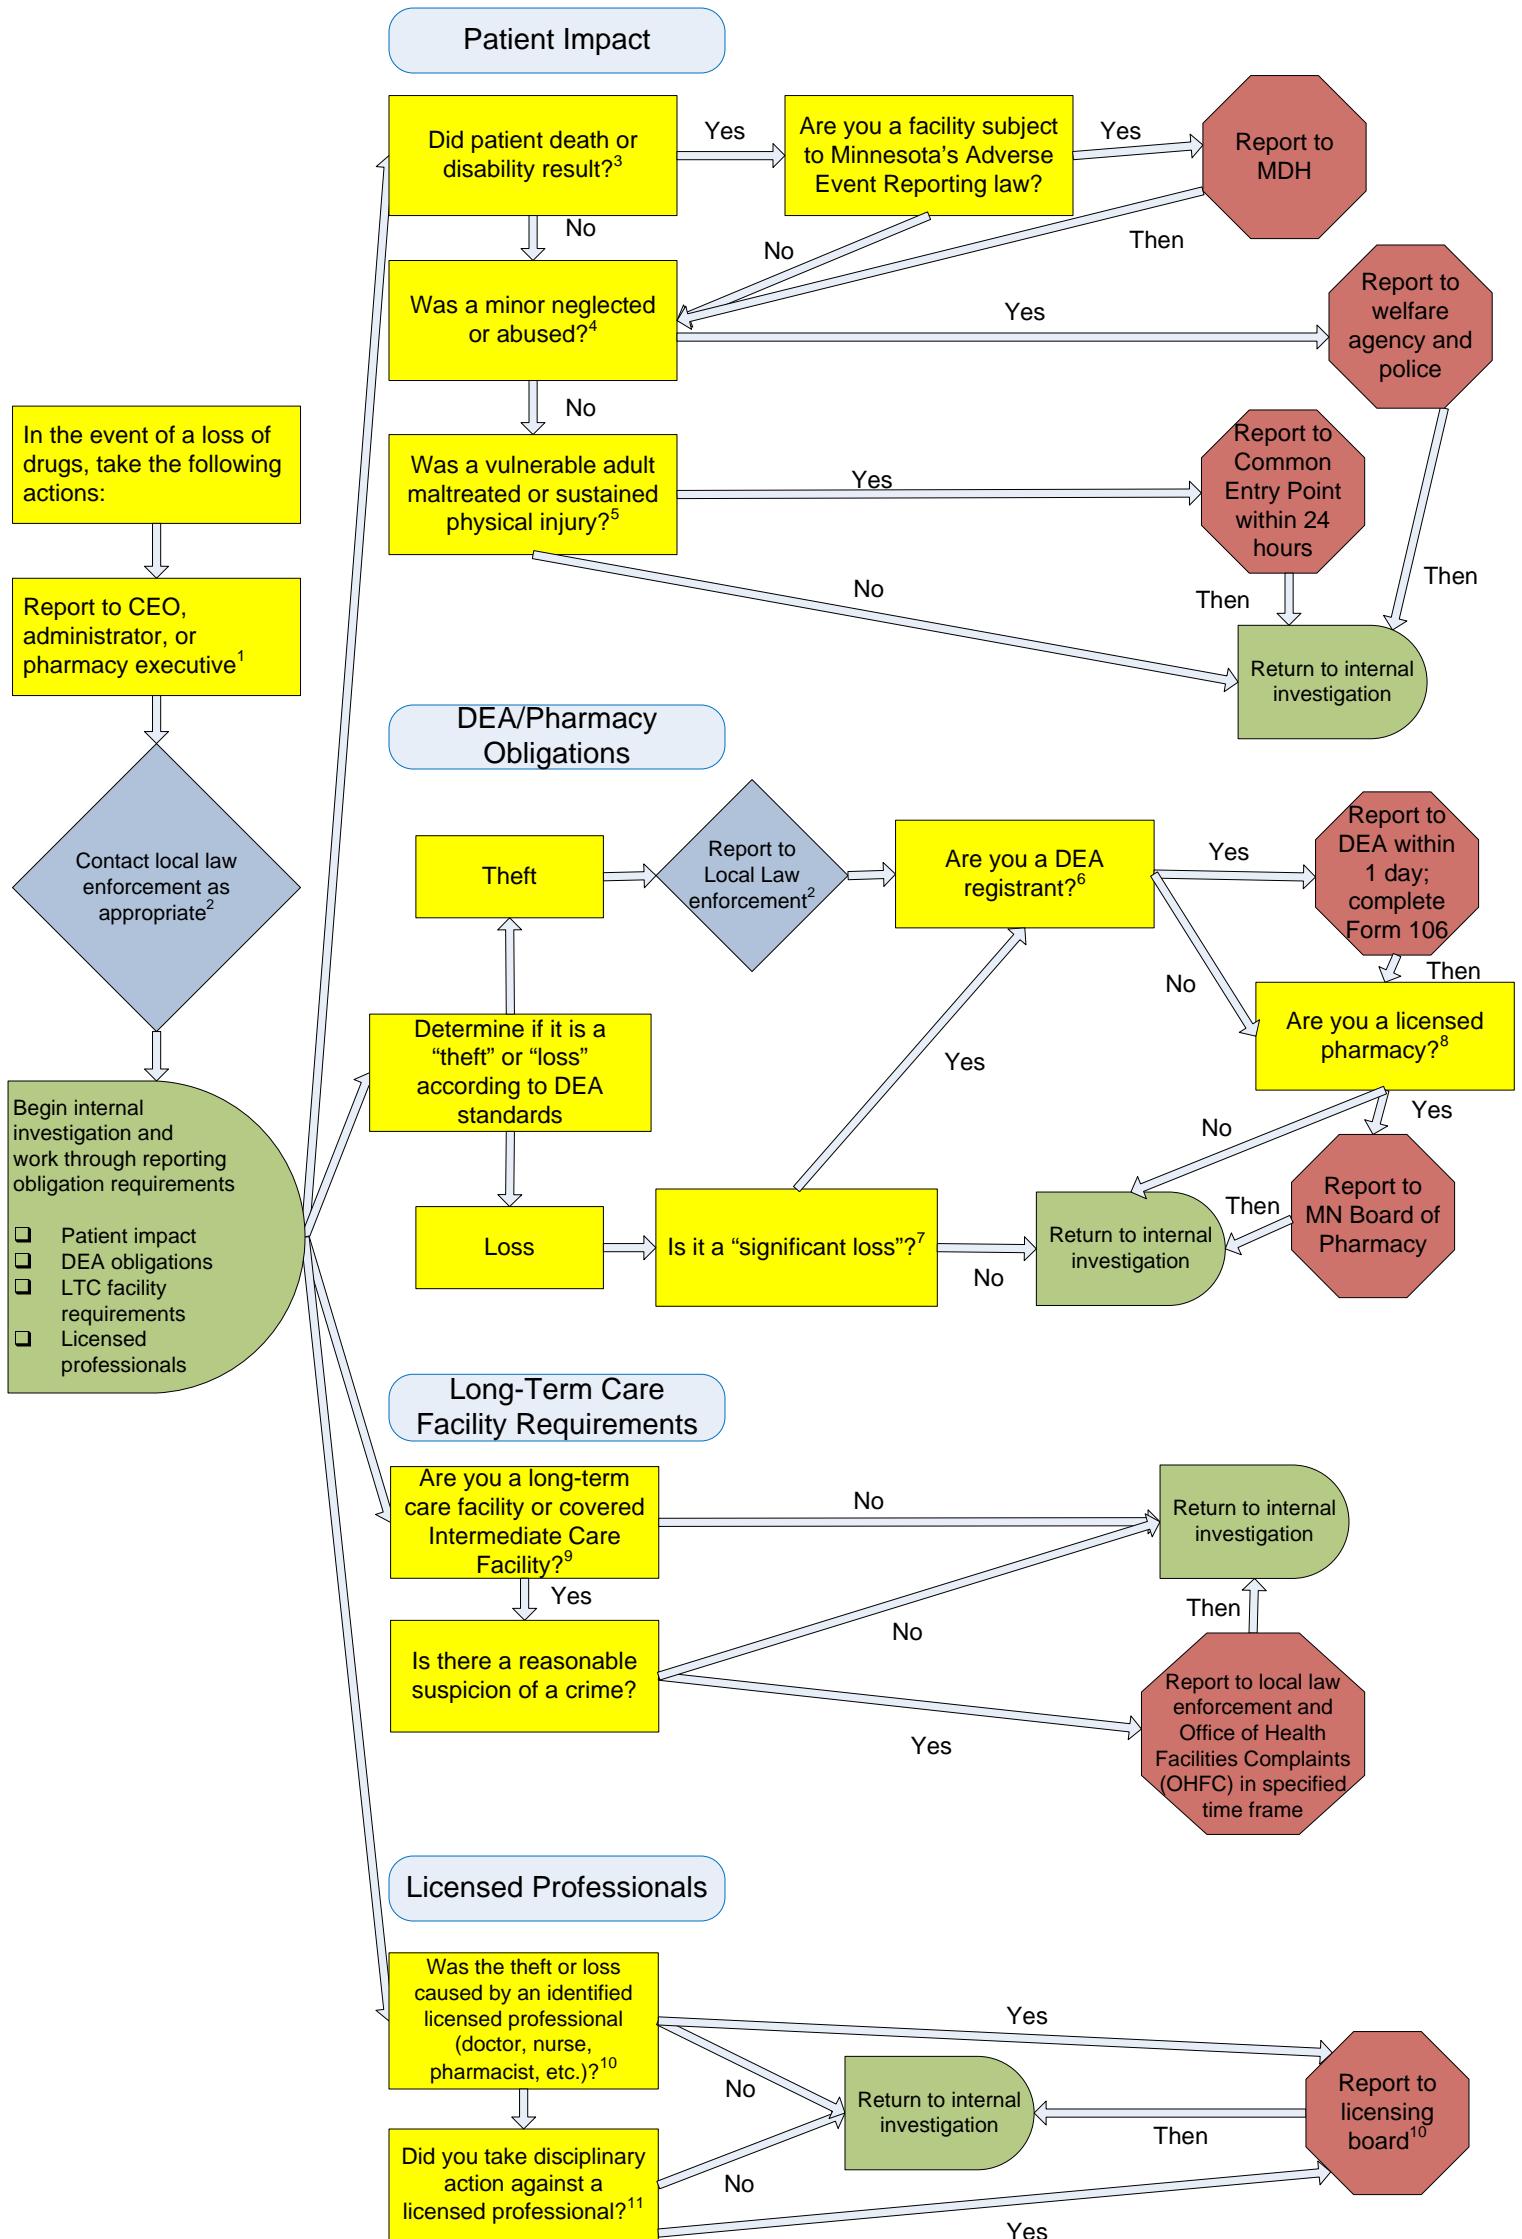 Patient Impact
Did patient death or
disability result?3
Yes
Are you a facility subject
to Minnesota's Adverse
Event Reporting law?
Yes
Report to
MDH
No
No
Then
Was a minor neglected
or abused?4
Yes
Report to
welfare
agency and
police
No
Was a vulnerable adult
maltreated or sustained
physical injury?5
Yes
Report to
Common
Entry Point
within 24
hours
No
Then
Then
Return to internal
investigation
In the event of a loss of
drugs, take the following
actions:
Report to CEO,
administrator, or
pharmacy executive1
Contact local law
enforcement as
appropriate2
Begin internal
investigation and
work through reporting
obligation requirements
❑ Patient impact
❑ DEA obligations
❑ LTC facility
requirements
❑ Licensed
professionals
DEA/Pharmacy
Obligations
Theft
Report to
Local Law
enforcement2
Are you a DEA
registrant?6
Yes
Report to
DEA within
1 day;
complete
Form 106
No
Then
Determine if it is a
"theft" or "loss"
according to DEA
standards
Yes
Are you a licensed
pharmacy?8
No
Yes
Loss
Is it a "significant loss"?7
No
Return to internal
investigation
Then
Report to
MN Board of
Pharmacy
Long-Term Care
Facility Requirements
Are you a long-term
care facility or covered
Intermediate Care
Facility?9
No
Return to internal
investigation
Yes
Is there a reasonable
suspicion of a crime?
No
Then
Yes
Report to local law
enforcement and
Office of Health
Facilities Complaints
(OHFC) in specified
time frame
Licensed Professionals
Was the theft or loss
caused by an identified
licensed professional
(doctor, nurse,
pharmacist, etc.)?10
Yes
No
Return to internal
investigation
Then
Report to
licensing
board10
Did you take disciplinary
action against a
licensed professional?11
No
Yes